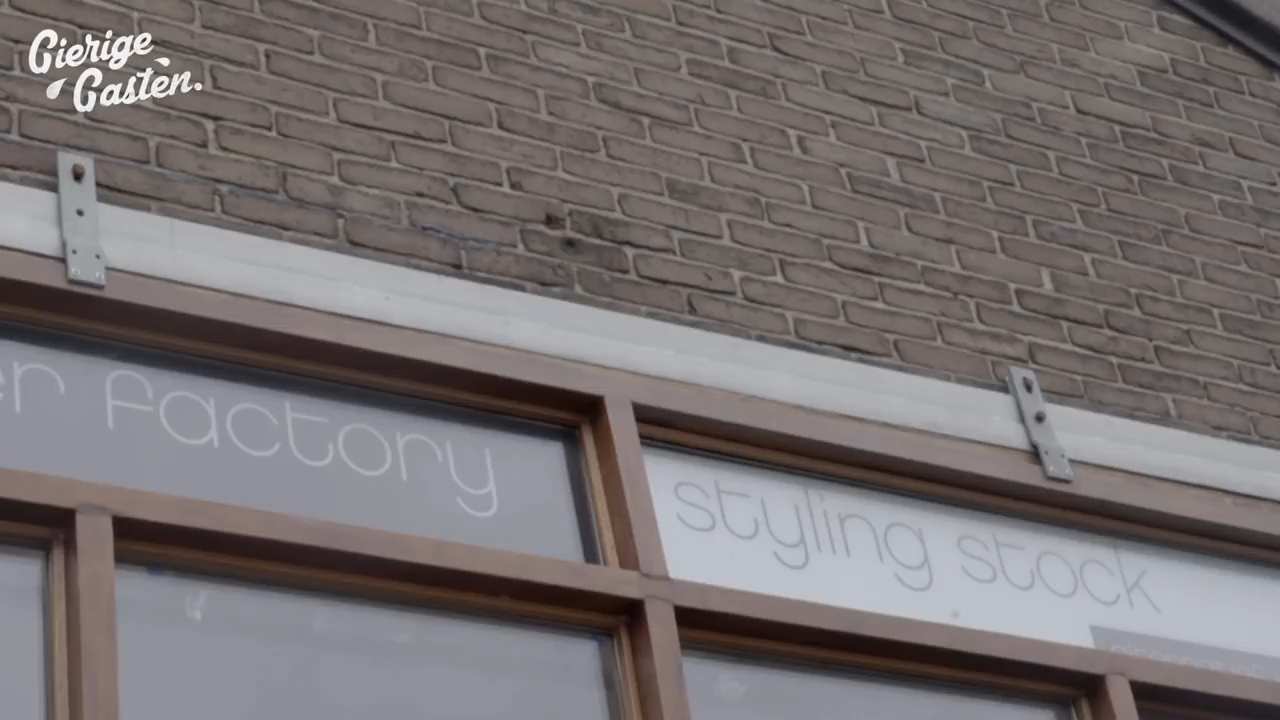 Gierige
Gasten.
er factory
styling stock